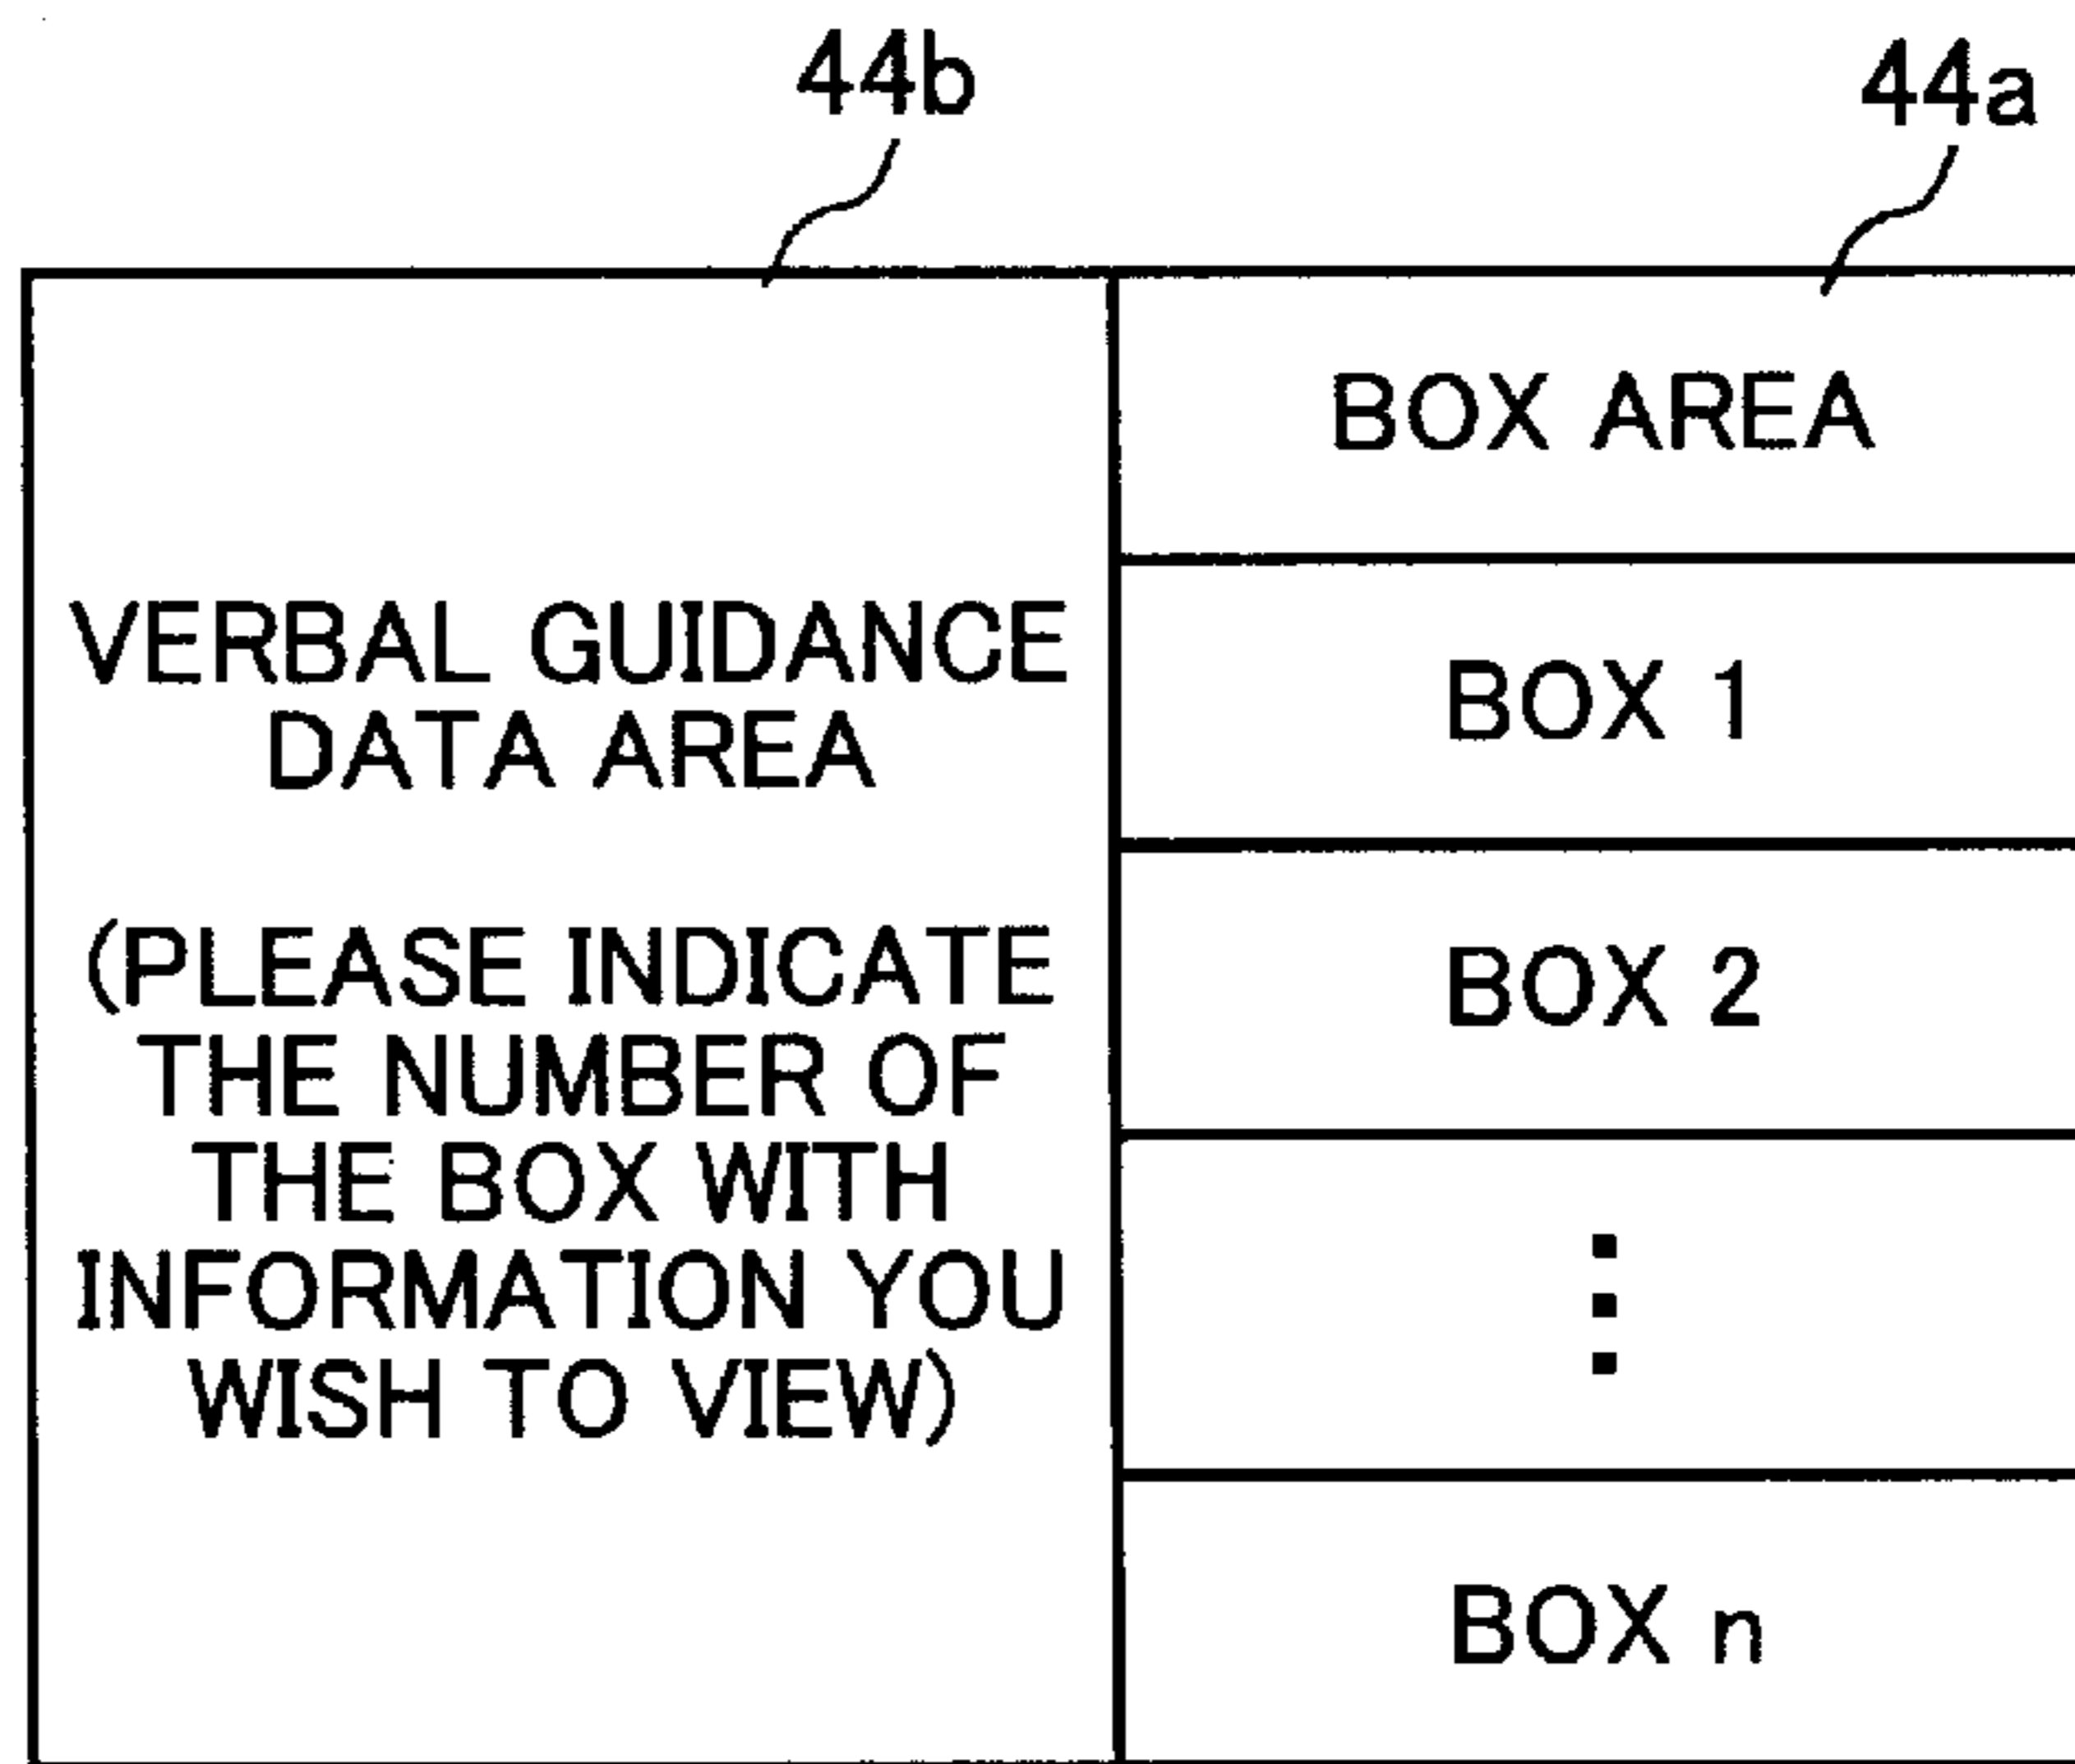 44b
44a
VERBAL GUIDANCE
DATA AREA
(PLEASE INDICATE
THE NUMBER OF
THE BOX WITH
INFORMATION YOU
WISH TO VIEW)
BOX AREA
BOX 1
BOX 2
BOX n